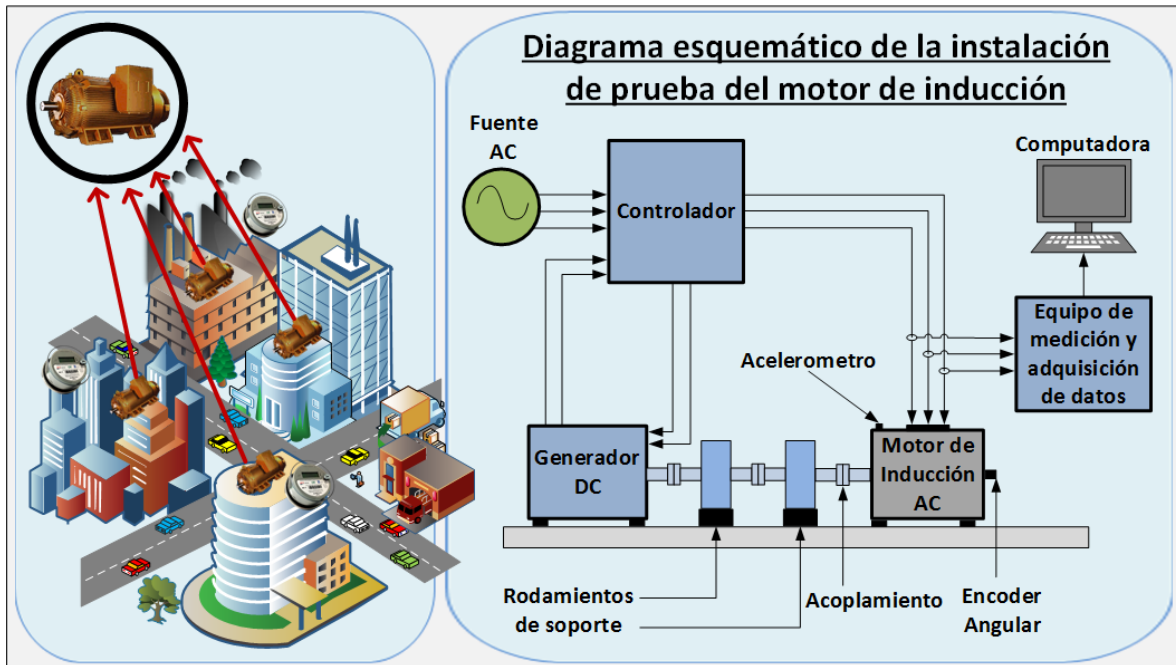 Diagrama esquemático de la instalación
de prueba del motor de inducción
Fuente
AC
Controlador
Computadora
Equipo de
medición y
adquisición
de datos
Acelerometro
Generador
DC
Motor de
Inducción
AC
Rodamientos
de soporte
Acoplamiento
Encoder
Angular